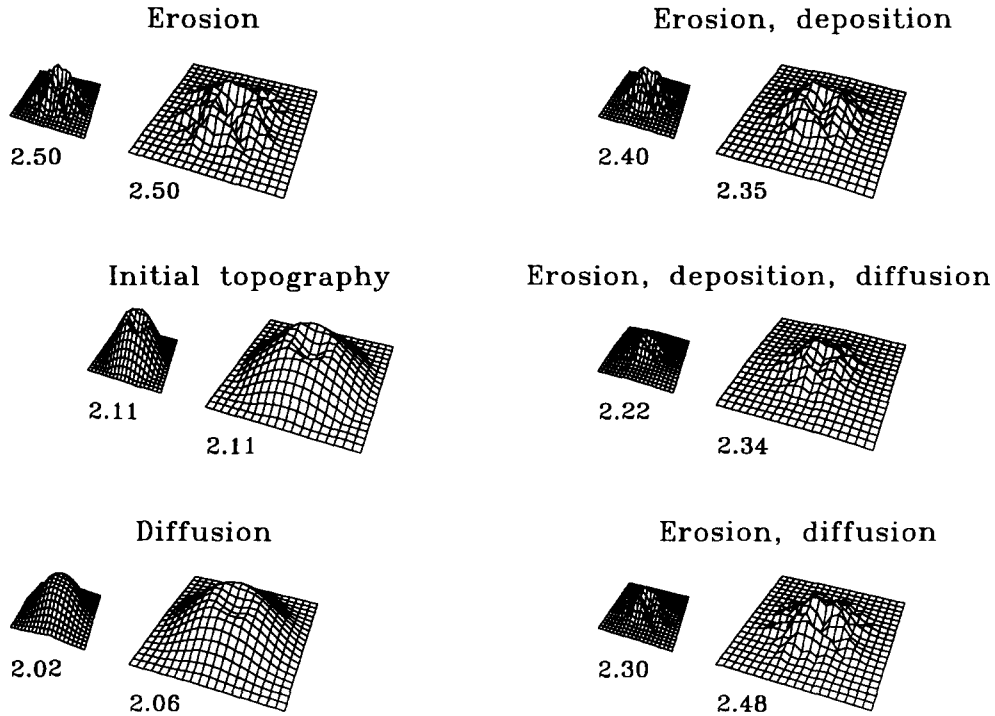 Erosion
2.50
2.50
Erosion, deposition
2.40
2.35
Initial topography
2.11
2.11
Erosion, deposition, diffusion
2.22
2.34
Diffusion
2.02
2.06
Erosion, diffusion
2.30
2.48